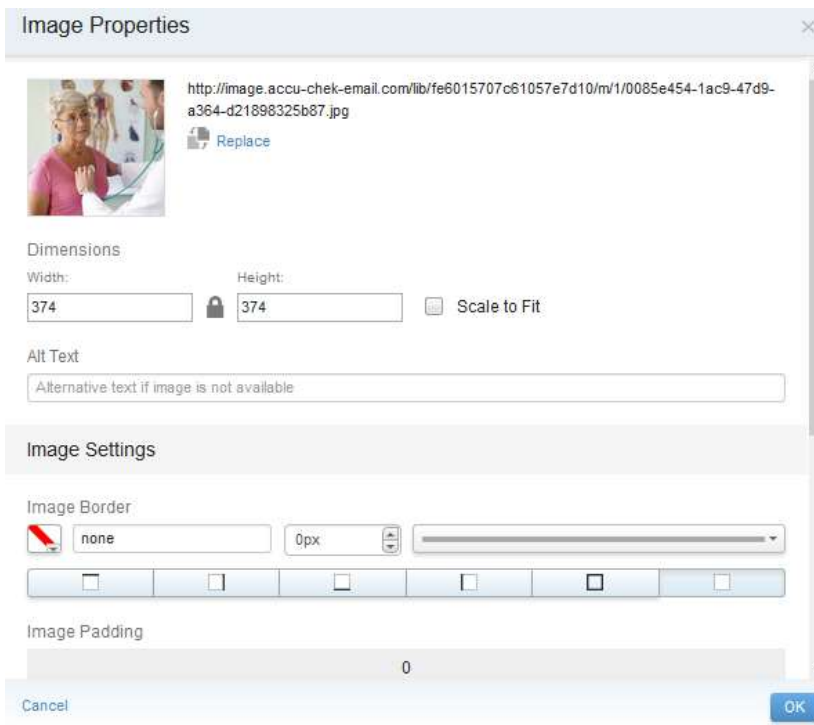 Image Properties
http://image.accu-chek-email.com/lib/fe6015707c61057e7d10/m/1/0085e454-1ac9-47d9-
a364-d21898325b87.jpg
Replace
Dimensions
Width: Height:
374 374 Scale to Fit
Alt Text
Alternative text if image is not available
Image Settings
Image Border
none 0px
Image Padding
0
Cancel OK